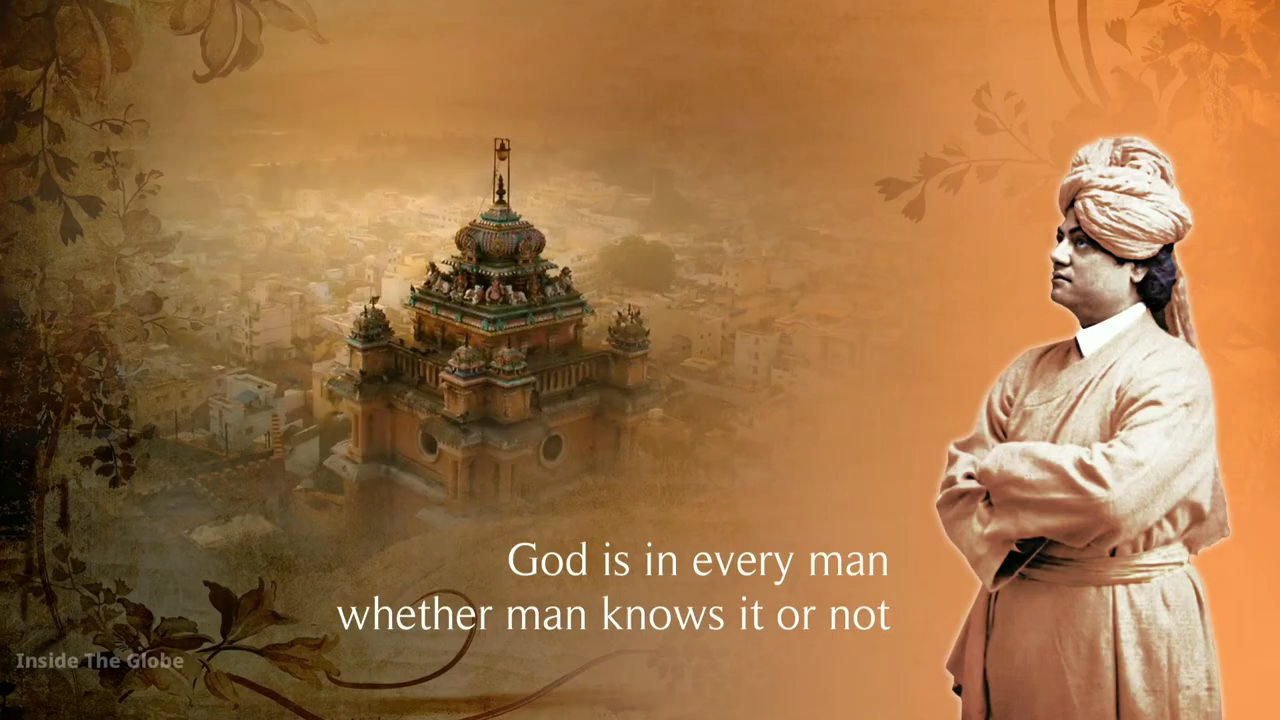 God is in every man
whether man knows it or not
Inside The Globe